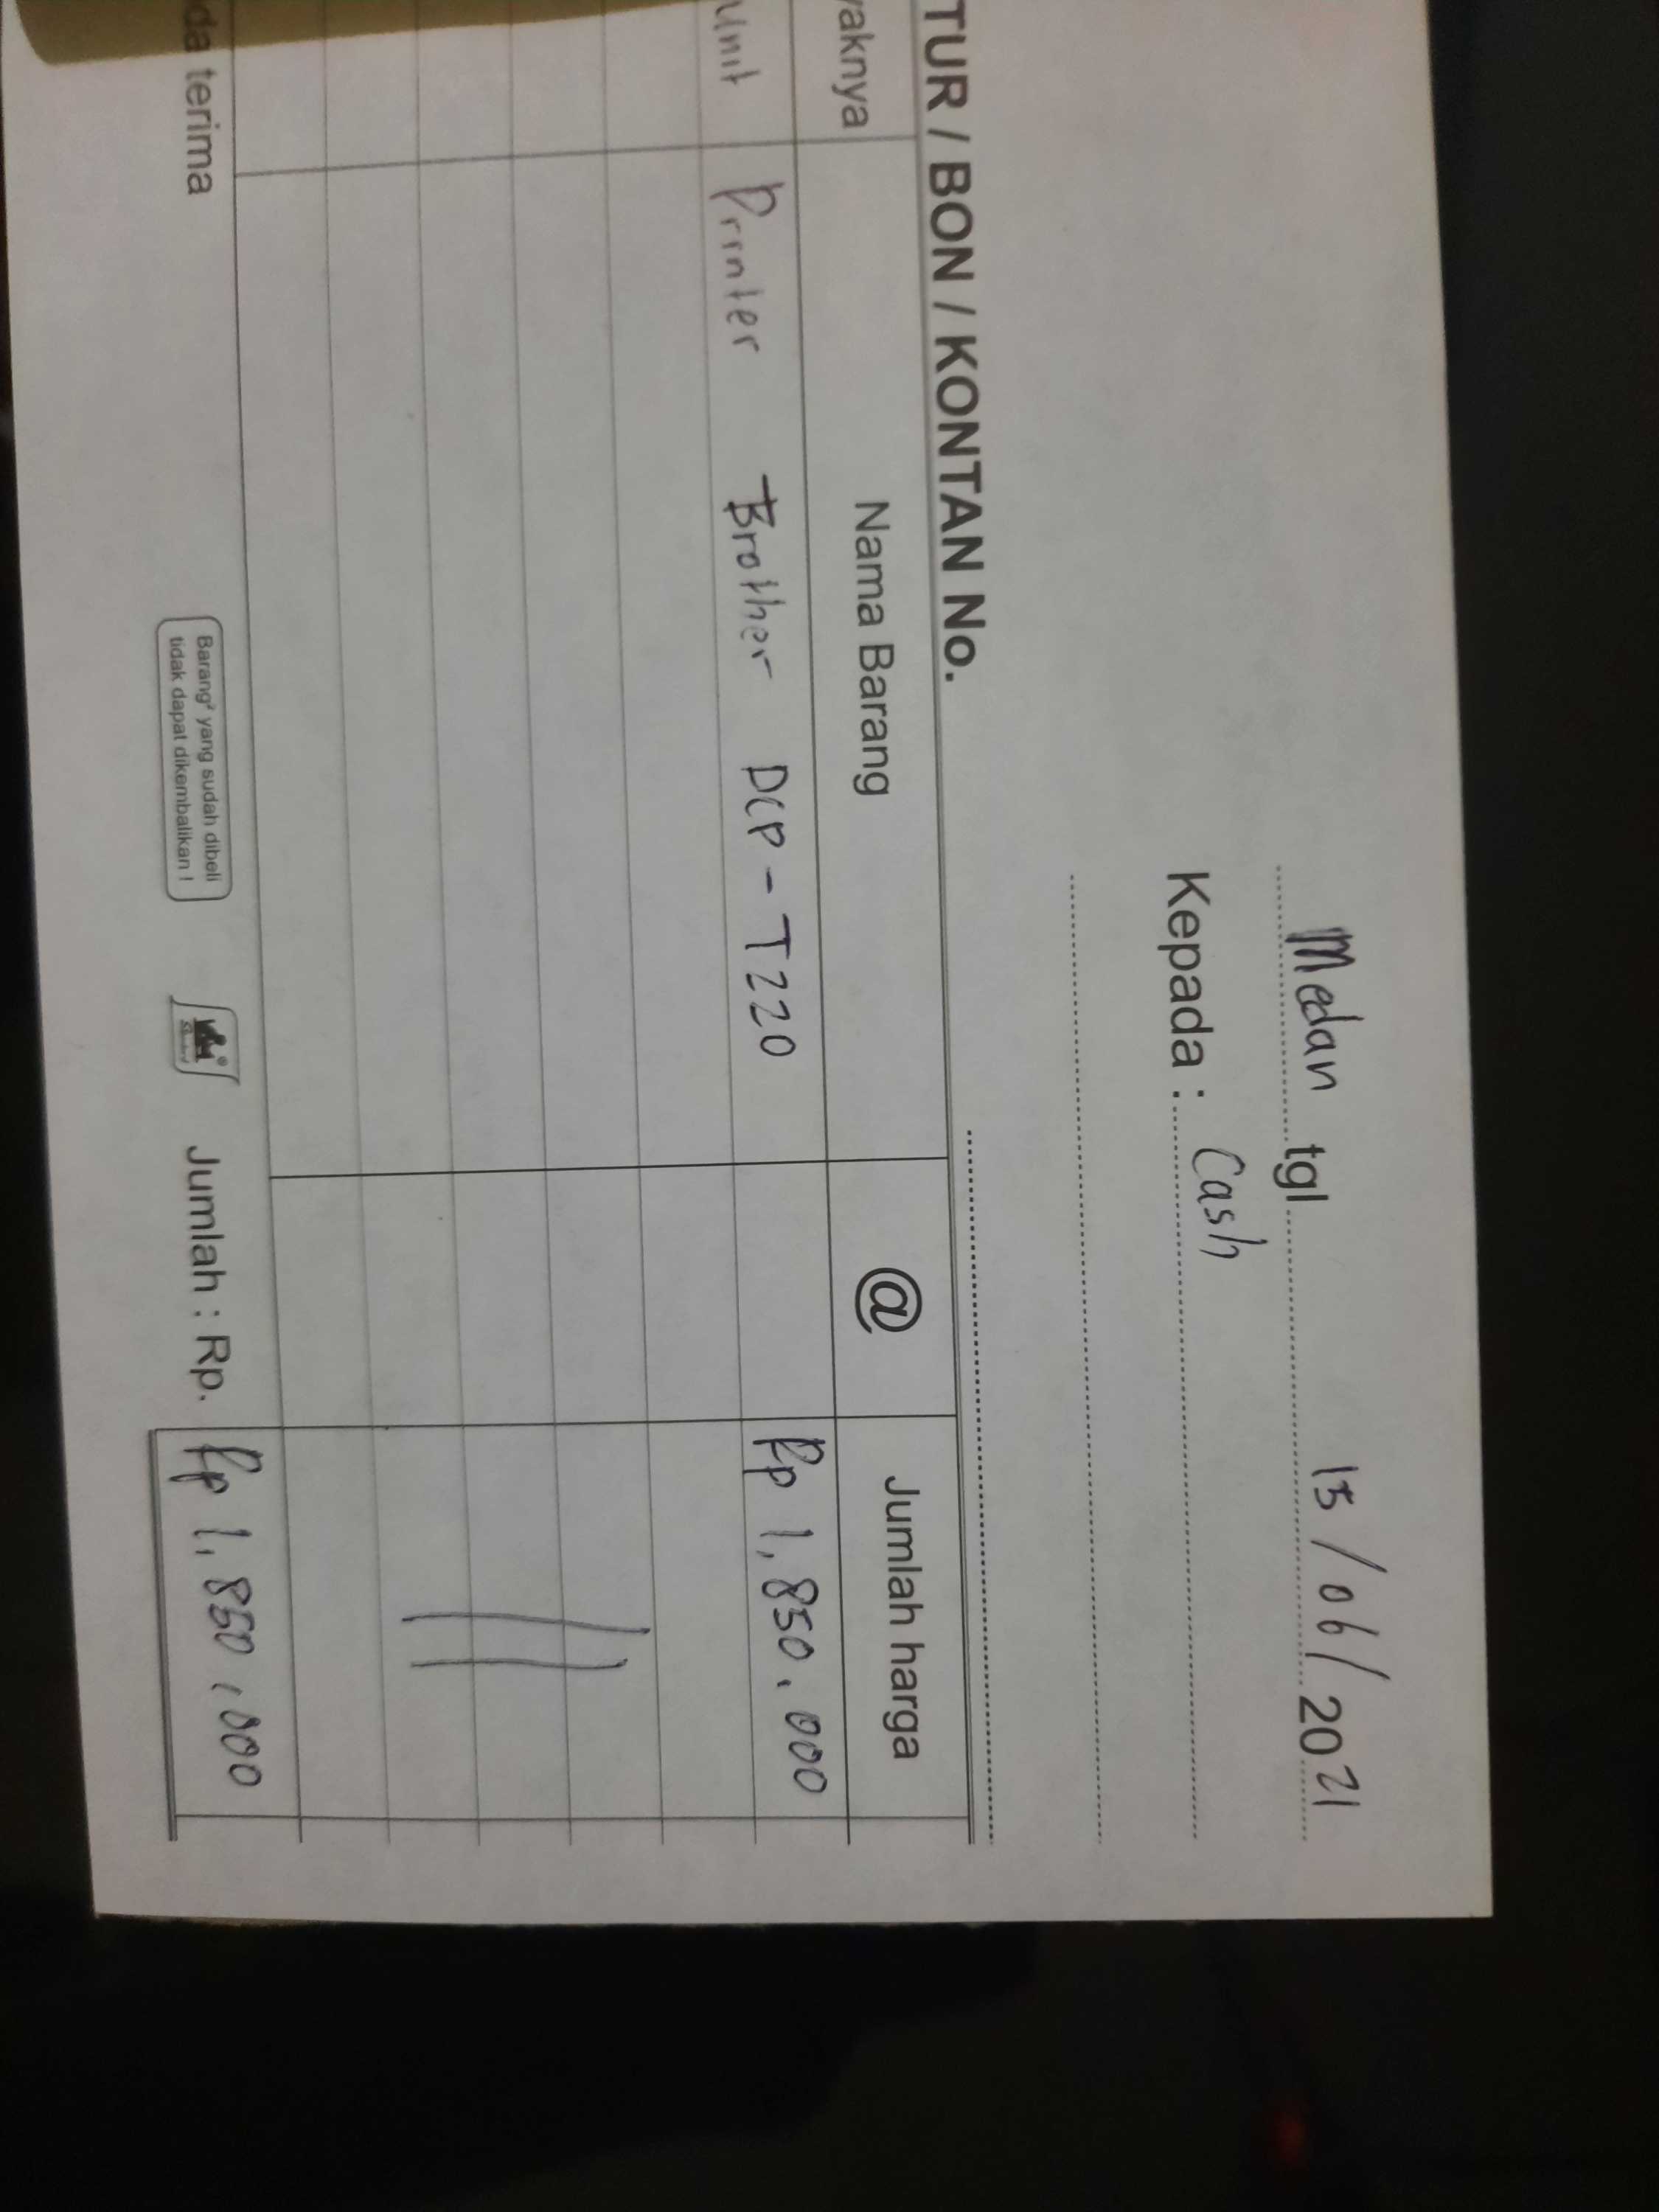 Medan tgl 15/06/2021
Kepada : Cash
TUR / BON / KONTAN No.
yaknya Nama Barang @ Jumlah harga
unit Printer Brother DCP-T220 Rp 1,850.000
da terima
Barang² yang sudah dibeli
tidak dapat dikembalikan !
Jumlah : Rp. Rp 1,850,000